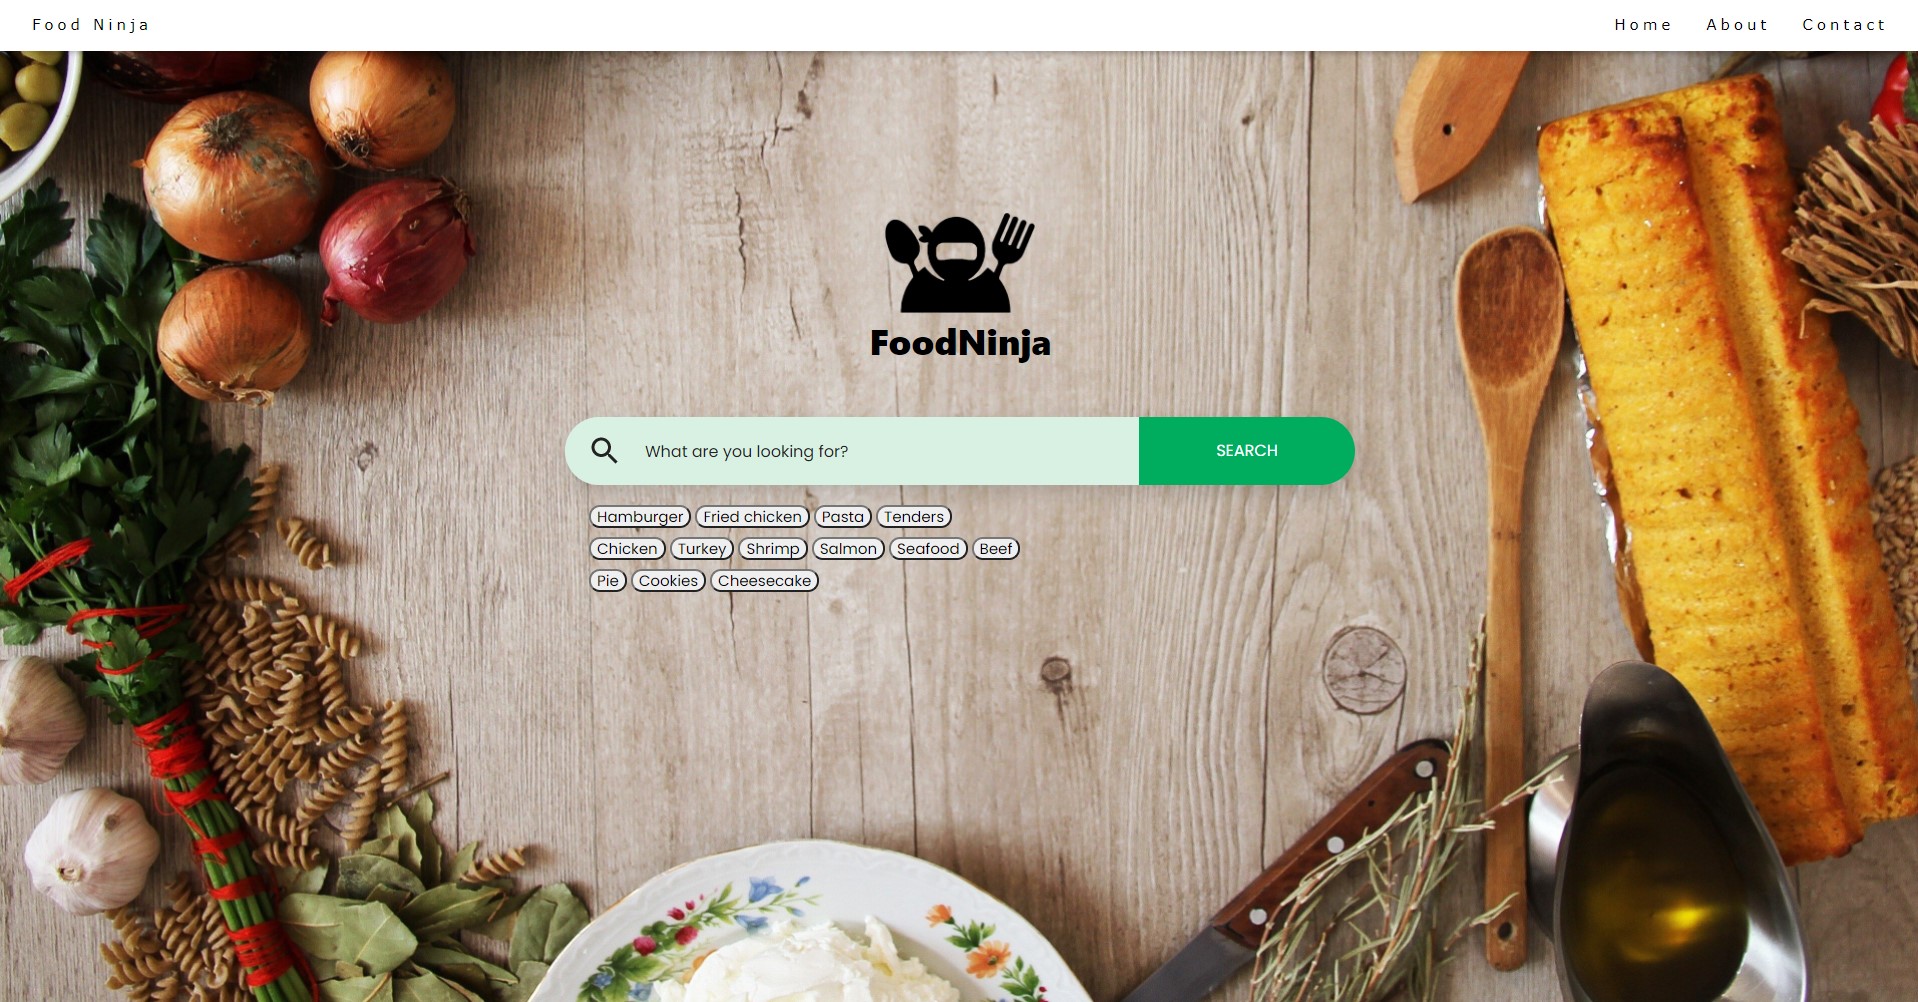 Food Ninja Home About Contact
FoodNinja
What are you looking for? SEARCH
Hamburger Fried chicken Pasta Tenders
Chicken Turkey Shrimp Salmon Seafood Beef
Pie Cookies Cheesecake